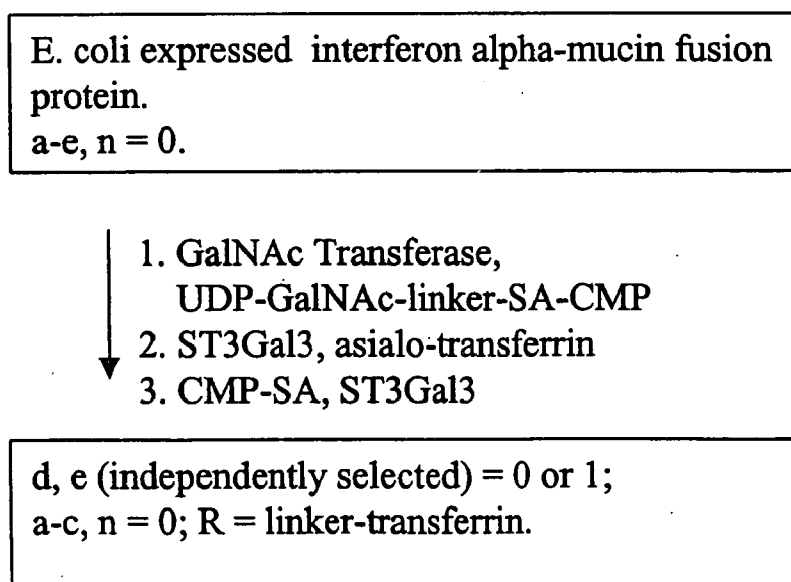 E. coli expressed interferon alpha-mucin fusion
protein.
a-e, n = 0.
1. GalNAc Transferase,
UDP-GalNAc-linker-SA-CMP
2. ST3Gal3, asialo-transferrin
3. CMP-SA, ST3Gal3
d, e (independently selected) = 0 or 1;
a-c, n = 0; R = linker-transferrin.